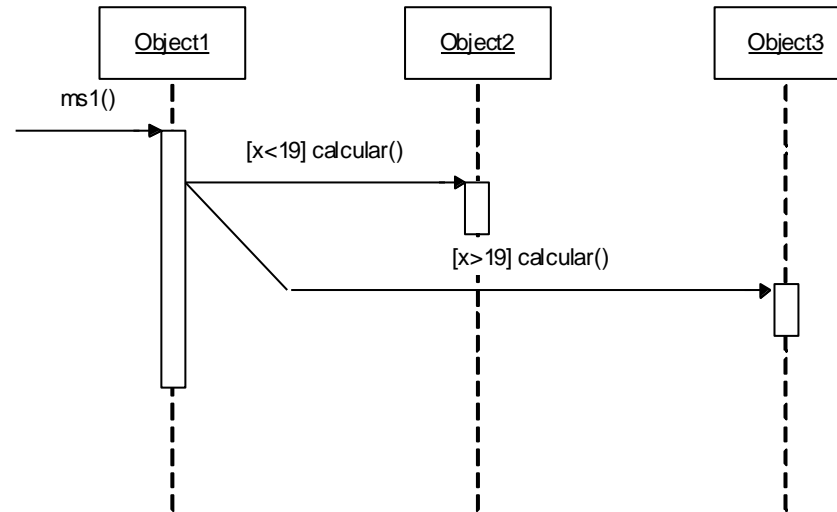 Object1
Object2
Object3
ms1()
[x<19] calcular()
[x>19] calcular()